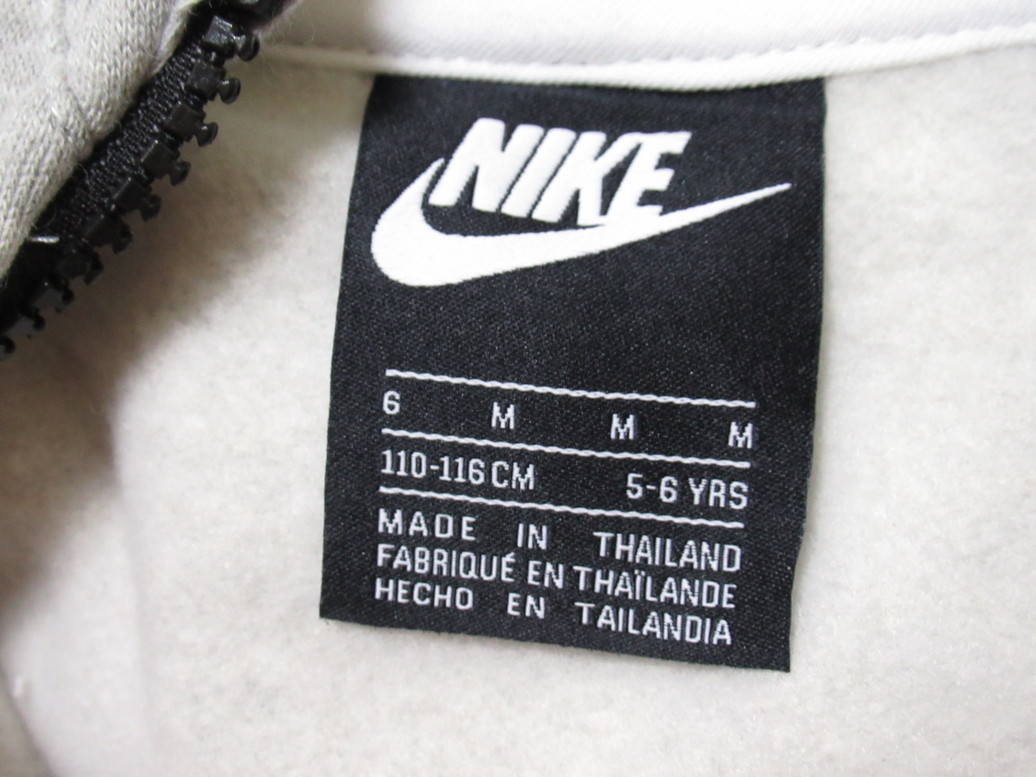 NIKE
6 M M M
110-116 CM 5-6 YRS
MADE IN THAILAND
FABRIQUÉ EN THAÏLANDE
HECHO EN TAILANDIA